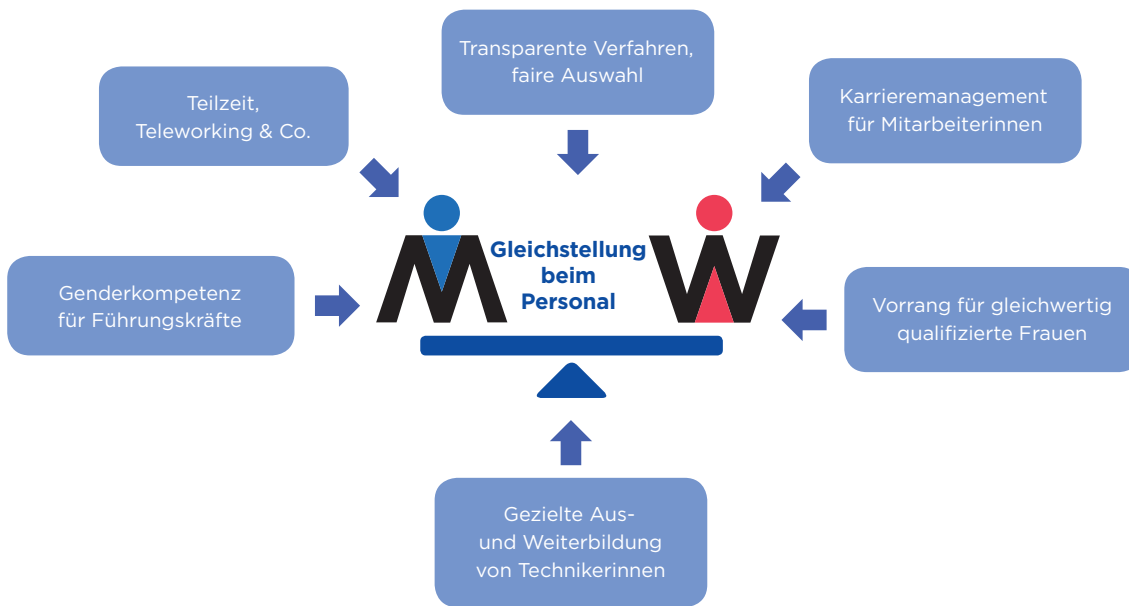 Transparente Verfahren,
faire Auswahl
Teilzeit,
Teleworking & Co.
Karrieremanagement
für Mitarbeiterinnen
M
W
Gleichstellung
beim
Personal
Genderkompetenz
für Führungskräfte
Vorrang für gleichwertig
qualifizierte Frauen
Gezielte Aus-
und Weiterbildung
von Technikerinnen